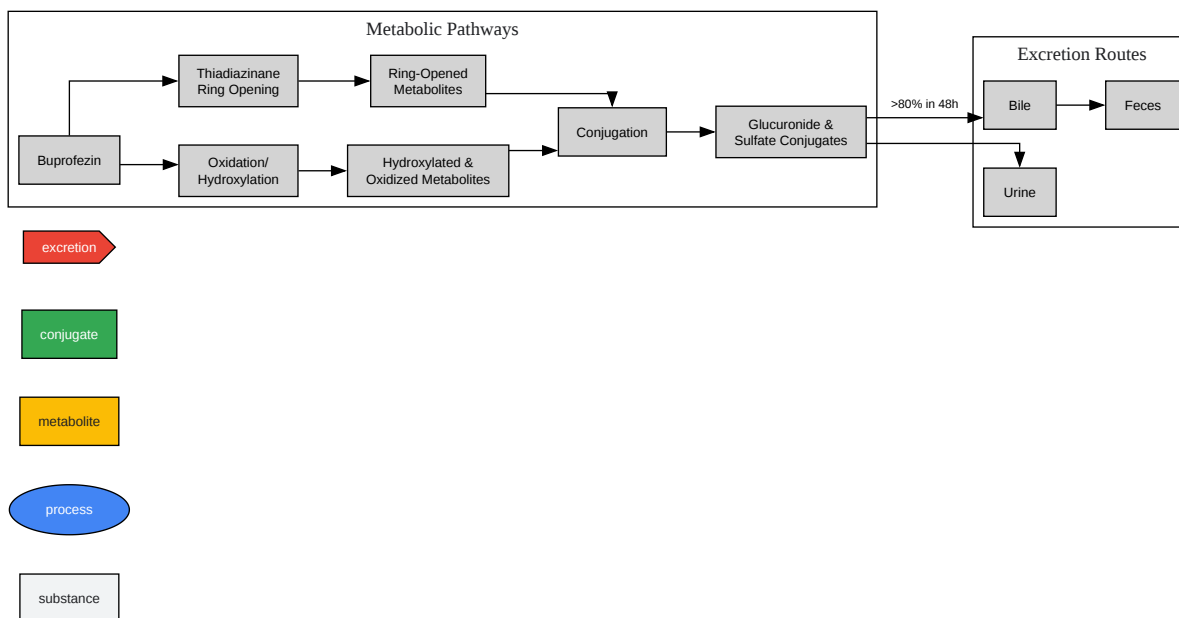 Metabolic Pathways
Excretion Routes
Thiadiazinane
Ring Opening
Ring-Opened
Metabolites
Buprofezin
Oxidation/
Hydroxylation
Hydroxylated &
Oxidized Metabolites
Conjugation
Glucuronide &
Sulfate Conjugates
>80% in 48h
Bile
Feces
Urine
excretion
conjugate
metabolite
process
substance